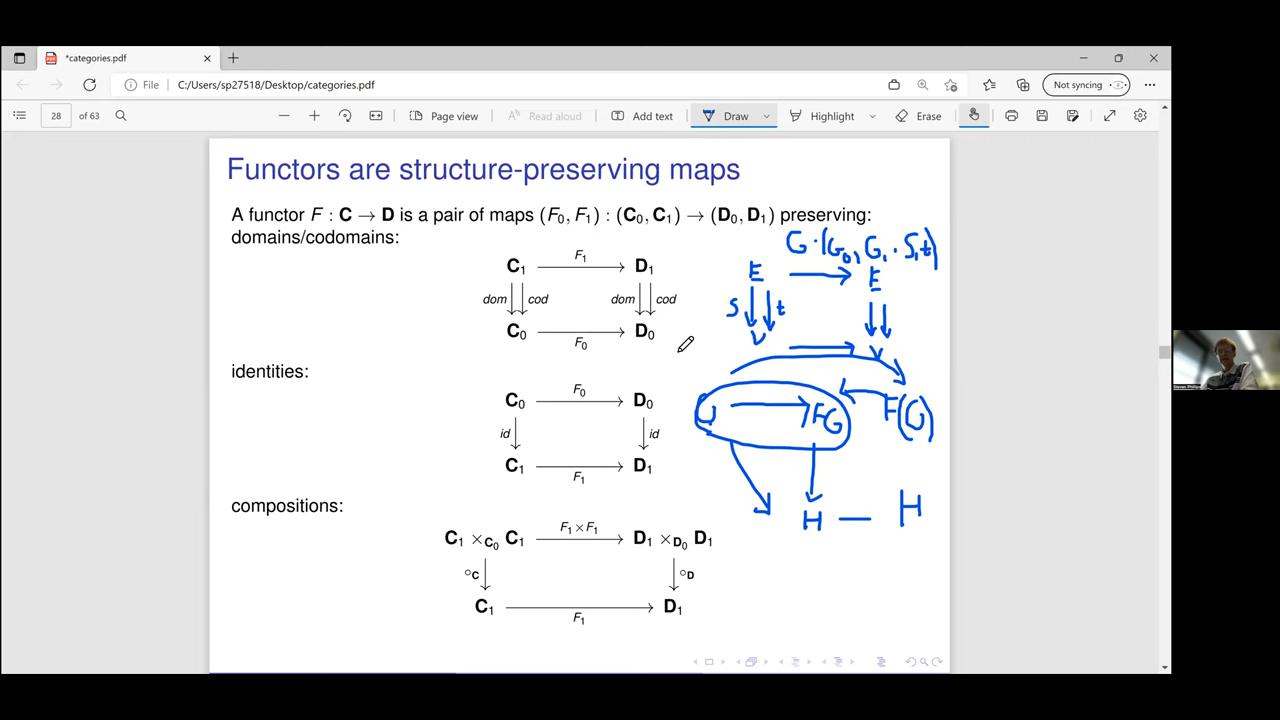 *categories.pdf
File C:/Users/sp27518/Desktop/categories.pdf
Not syncing
28 of 63
Page view
Read aloud
Add text
Draw
Highlight
Erase
Functors are structure-preserving maps
A functor F : C → D is a pair of maps (F₀, F₁) : (C₀, C₁) → (D₀, D₁) preserving:
domains/codomains:
G · (G₀, G₁ · S, t)
F₁
C₁ D₁
E → E
dom cod dom cod
S t
C₀ D₀
F₀
V → V
identities:
F₀
C₀ D₀
U → FG F(U)
id id
C₁ D₁
F₁
compositions:
H — H
F₁ × F₁
C₁ ×C₀ C₁ D₁ ×D₀ D₁
∘C ∘D
C₁ D₁
F₁